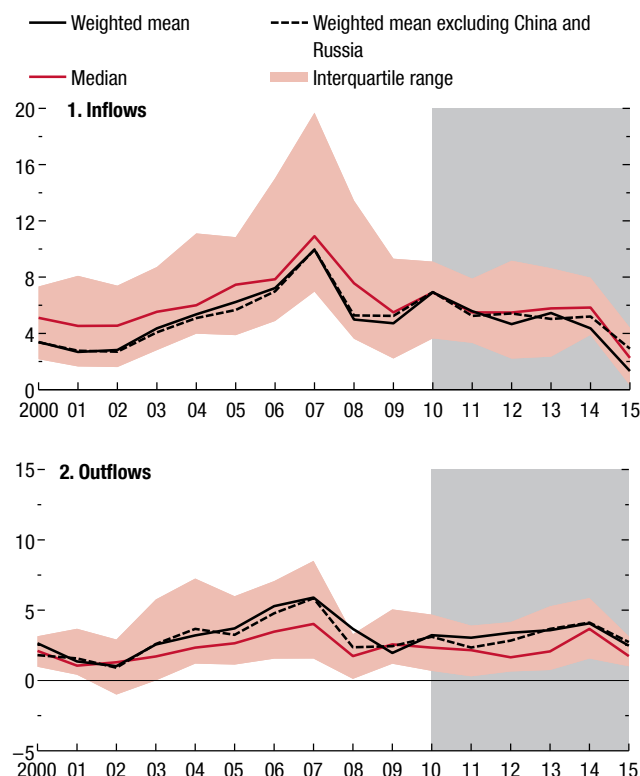 Weighted mean
Weighted mean excluding China and
Russia
Median
Interquartile range
1. Inflows
20
16
12
8
4
0
2000 01 02 03 04 05 06 07 08 09 10 11 12 13 14 15
2. Outflows
15
10
5
0
–5
2000 01 02 03 04 05 06 07 08 09 10 11 12 13 14 15